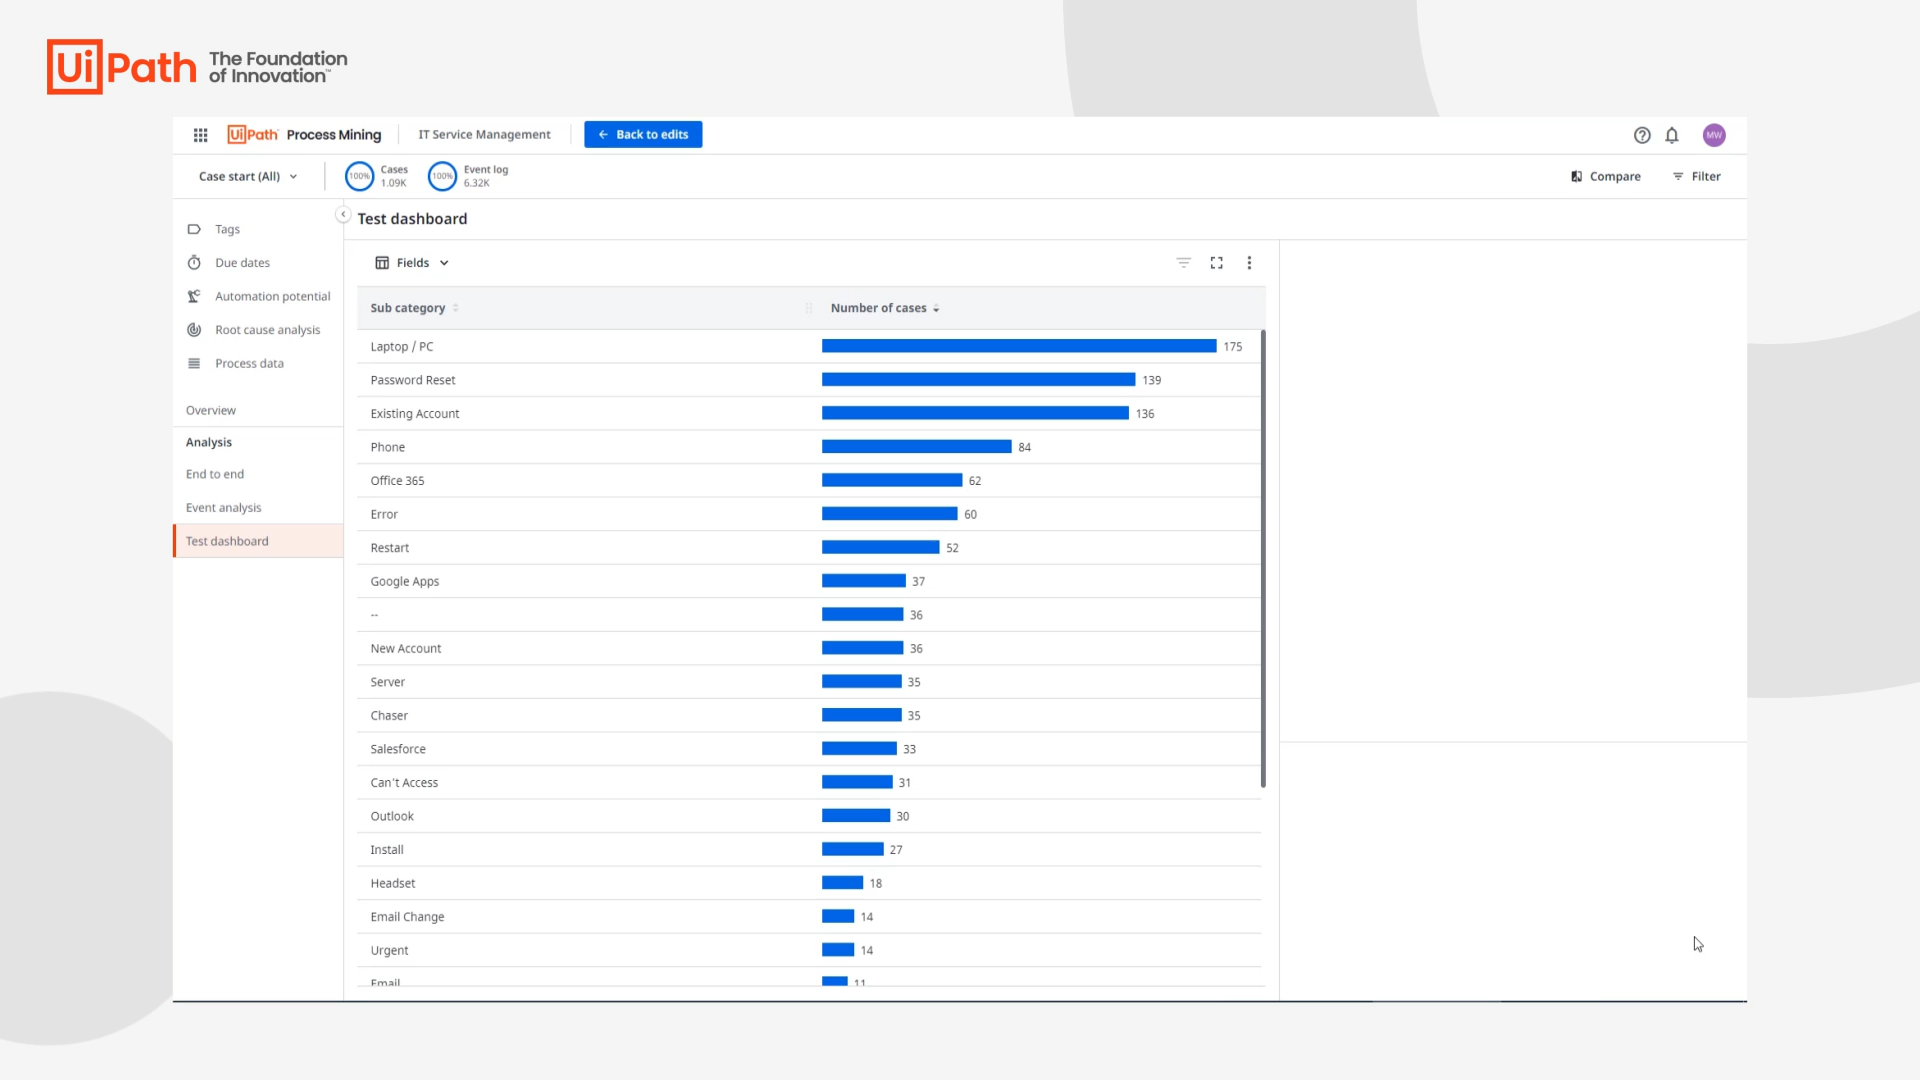 UiPath The Foundation
of Innovation™
UiPath Process Mining IT Service Management ← Back to edits MW
Case start (All) 100% Cases 1.09K 100% Event log 6.32K Compare Filter
Test dashboard
Tags
Due dates
Automation potential
Root cause analysis
Process data
Overview
Analysis
End to end
Event analysis
Test dashboard
Fields
Sub category Number of cases
Laptop / PC 175
Password Reset 139
Existing Account 136
Phone 84
Office 365 62
Error 60
Restart 52
Google Apps 37
-- 36
New Account 36
Server 35
Chaser 35
Salesforce 33
Can't Access 31
Outlook 30
Install 27
Headset 18
Email Change 14
Urgent 14
Email 11